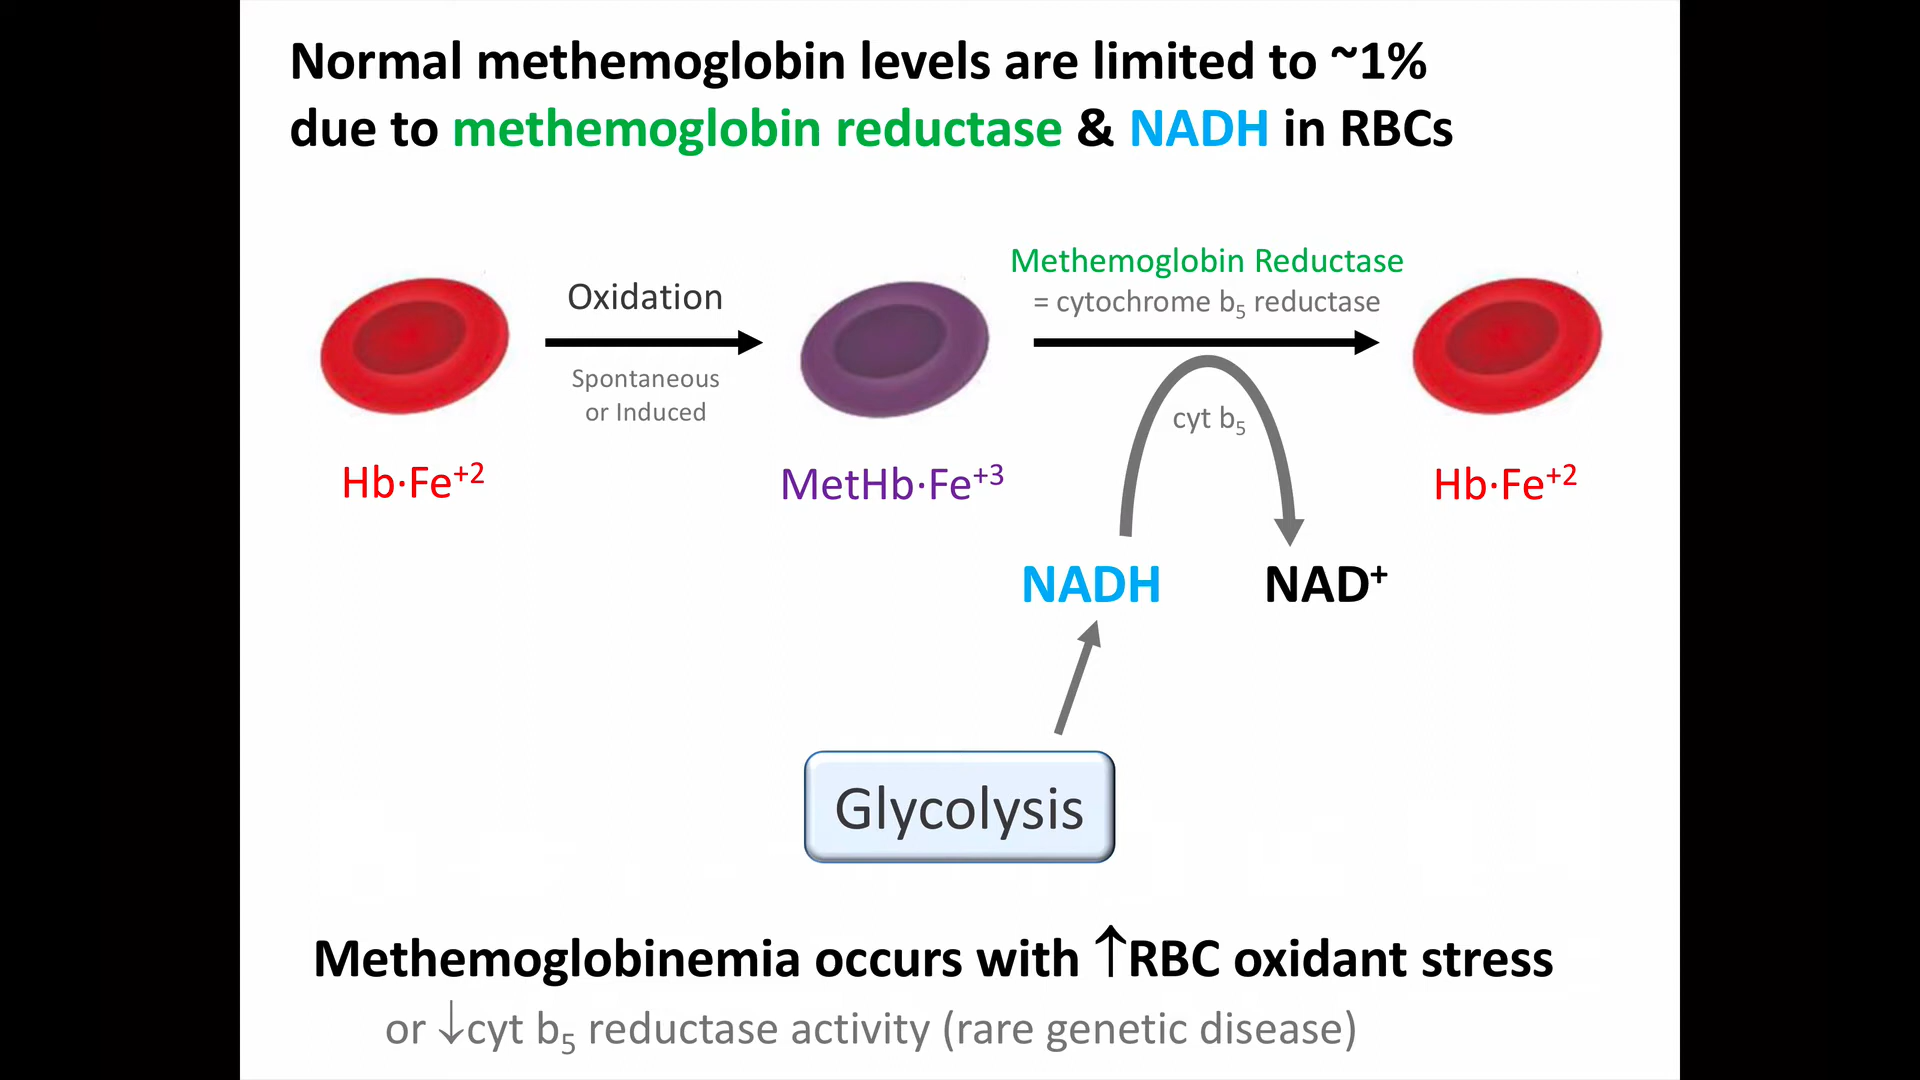 Normal methemoglobin levels are limited to ~1%
due to methemoglobin reductase & NADH in RBCs
Methemoglobin Reductase
= cytochrome b₅ reductase
Oxidation
Spontaneous
or Induced
cyt b₅
Hb·Fe⁺²
MetHb·Fe⁺³
Hb·Fe⁺²
NADH
NAD⁺
Glycolysis
Methemoglobinemia occurs with ↑RBC oxidant stress
or ↓cyt b₅ reductase activity (rare genetic disease)